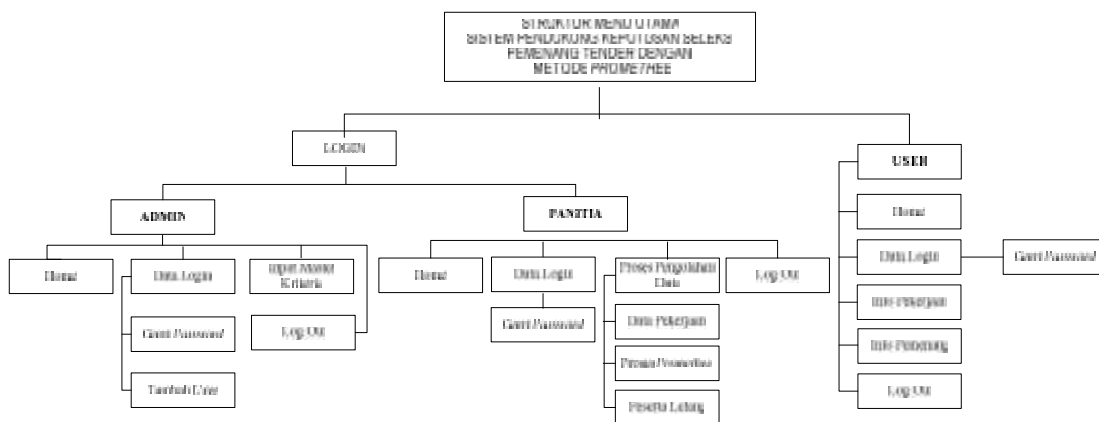 STRUKTUR MENU UTAMA
SISTEM PENDUKUNG KEPUTUSAN SELEKSI
PEMENANG TENDER DENGAN
METODE PROMETHEE
LOGIN
USER
ADMIN
PANITIA
Home
Data Login
Input Master
Kriteria
Ganti Password
Log Out
Tambah User
Home
Data Login
Proses Pengolahan
Data
Log Out
Ganti Password
Data Pekerjaan
Proses Promethee
Peserta Lelang
Home
Data Login
Ganti Password
Info Pekerjaan
Info Pemenang
Log Out